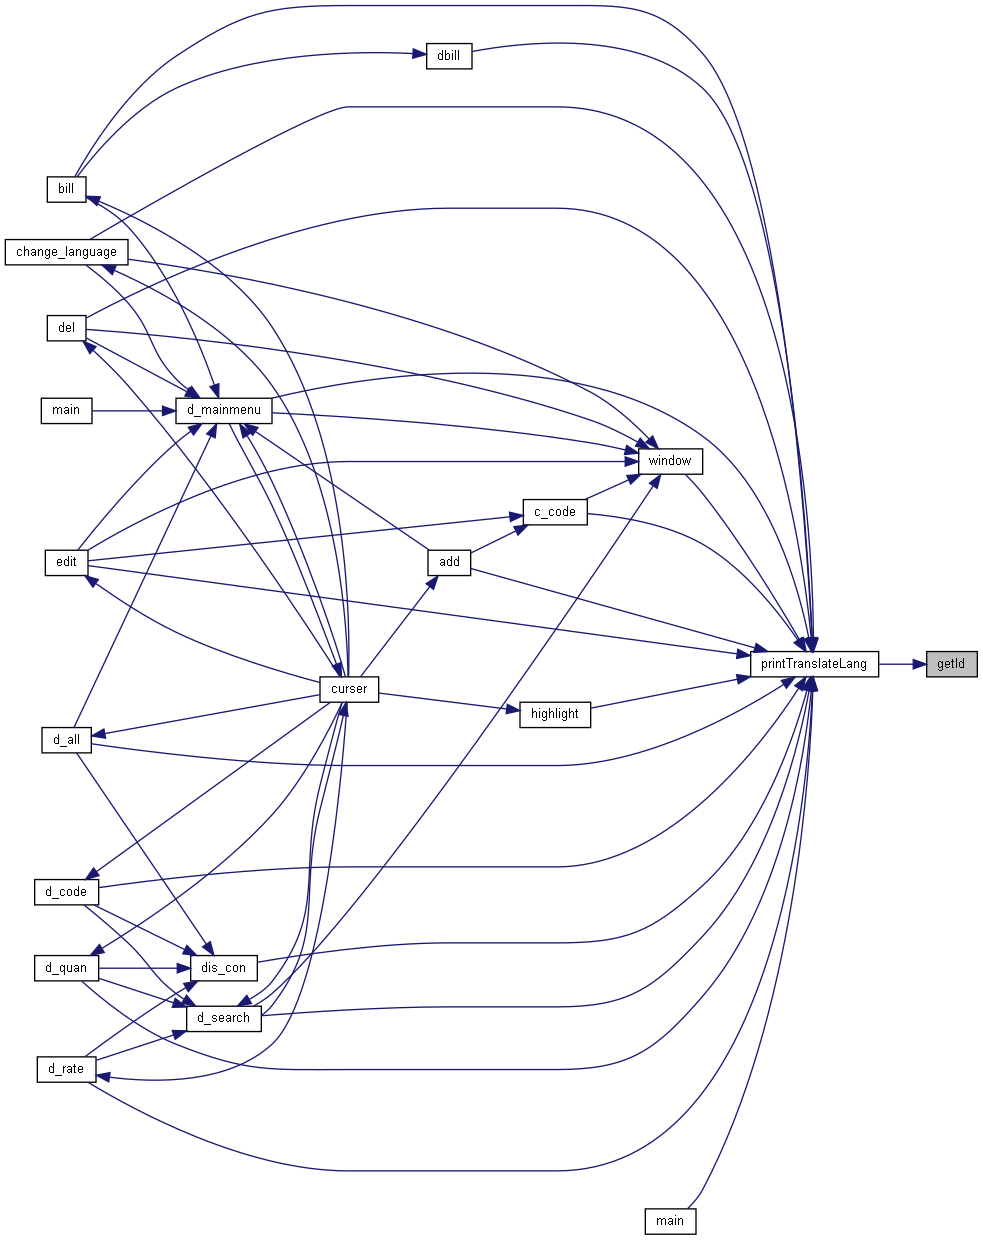 dbill
bill
change_language
del
main
d_mainmenu
window
c_code
edit
add
printTranslateLang
getId
curser
highlight
d_all
d_code
d_quan
dis_con
d_search
d_rate
main